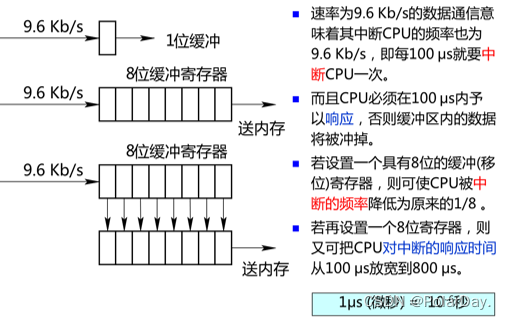 9.6 Kb/s
1位缓冲
8位缓冲寄存器
9.6 Kb/s
送内存
8位缓冲寄存器
9.6 Kb/s
送内存
速率为9.6 Kb/s的数据通信意
味着其中断CPU的频率也为
9.6 Kb/s，即每100 μs就要中
断CPU一次。
而且CPU必须在100 μs内予
以响应，否则缓冲区内的数据
将被冲掉。
若设置一个具有8位的缓冲(移
位)寄存器，则可使CPU被中
断的频率降低为原来的1/8 。
若再设置一个8位寄存器，则
又可把CPU对中断的响应时间
从100 μs放宽到800 μs。
1μs (微秒) = 10 秒